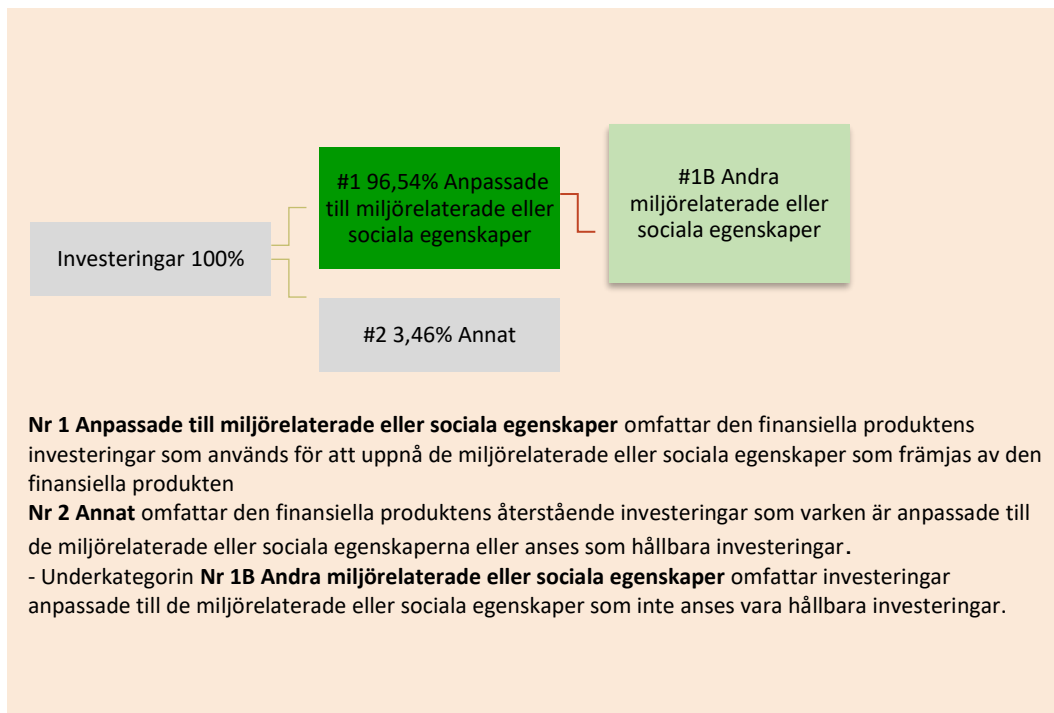 #1 96,54% Anpassade
till miljörelaterade eller
sociala egenskaper
#1B Andra
miljörelaterade eller
sociala egenskaper
Investeringar 100%
#2 3,46% Annat
Nr 1 Anpassade till miljörelaterade eller sociala egenskaper omfattar den finansiella produktens
investeringar som används för att uppnå de miljörelaterade eller sociala egenskaper som främjas av den
finansiella produkten
Nr 2 Annat omfattar den finansiella produktens återstående investeringar som varken är anpassade till
de miljörelaterade eller sociala egenskaperna eller anses som hållbara investeringar.
- Underkategorin Nr 1B Andra miljörelaterade eller sociala egenskaper omfattar investeringar
anpassade till de miljörelaterade eller sociala egenskaper som inte anses vara hållbara investeringar.